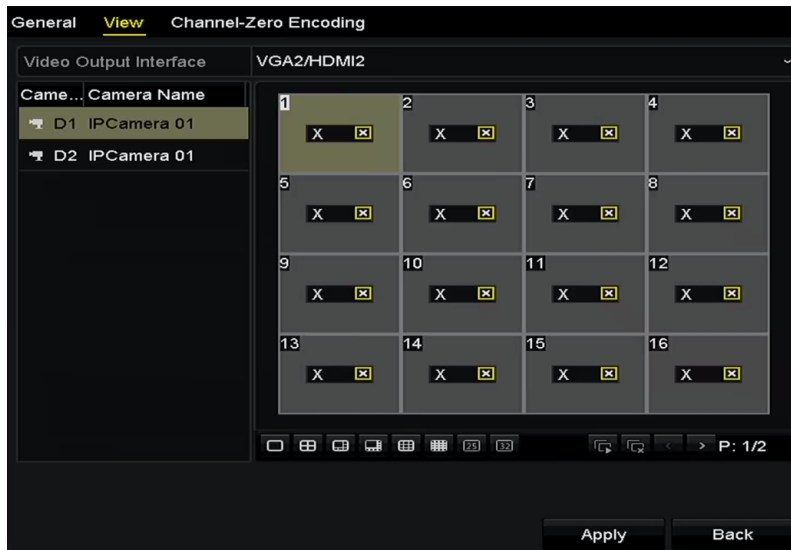 General View Channel-Zero Encoding
Video Output Interface VGA2/HDMI2
Came... Camera Name
D1 IPCamera 01
D2 IPCamera 01
1 2 3 4
X X X X
5 6 7 8
X X X X
9 10 11 12
X X X X
13 14 15 16
X X X X
25 32 P: 1/2
Apply Back